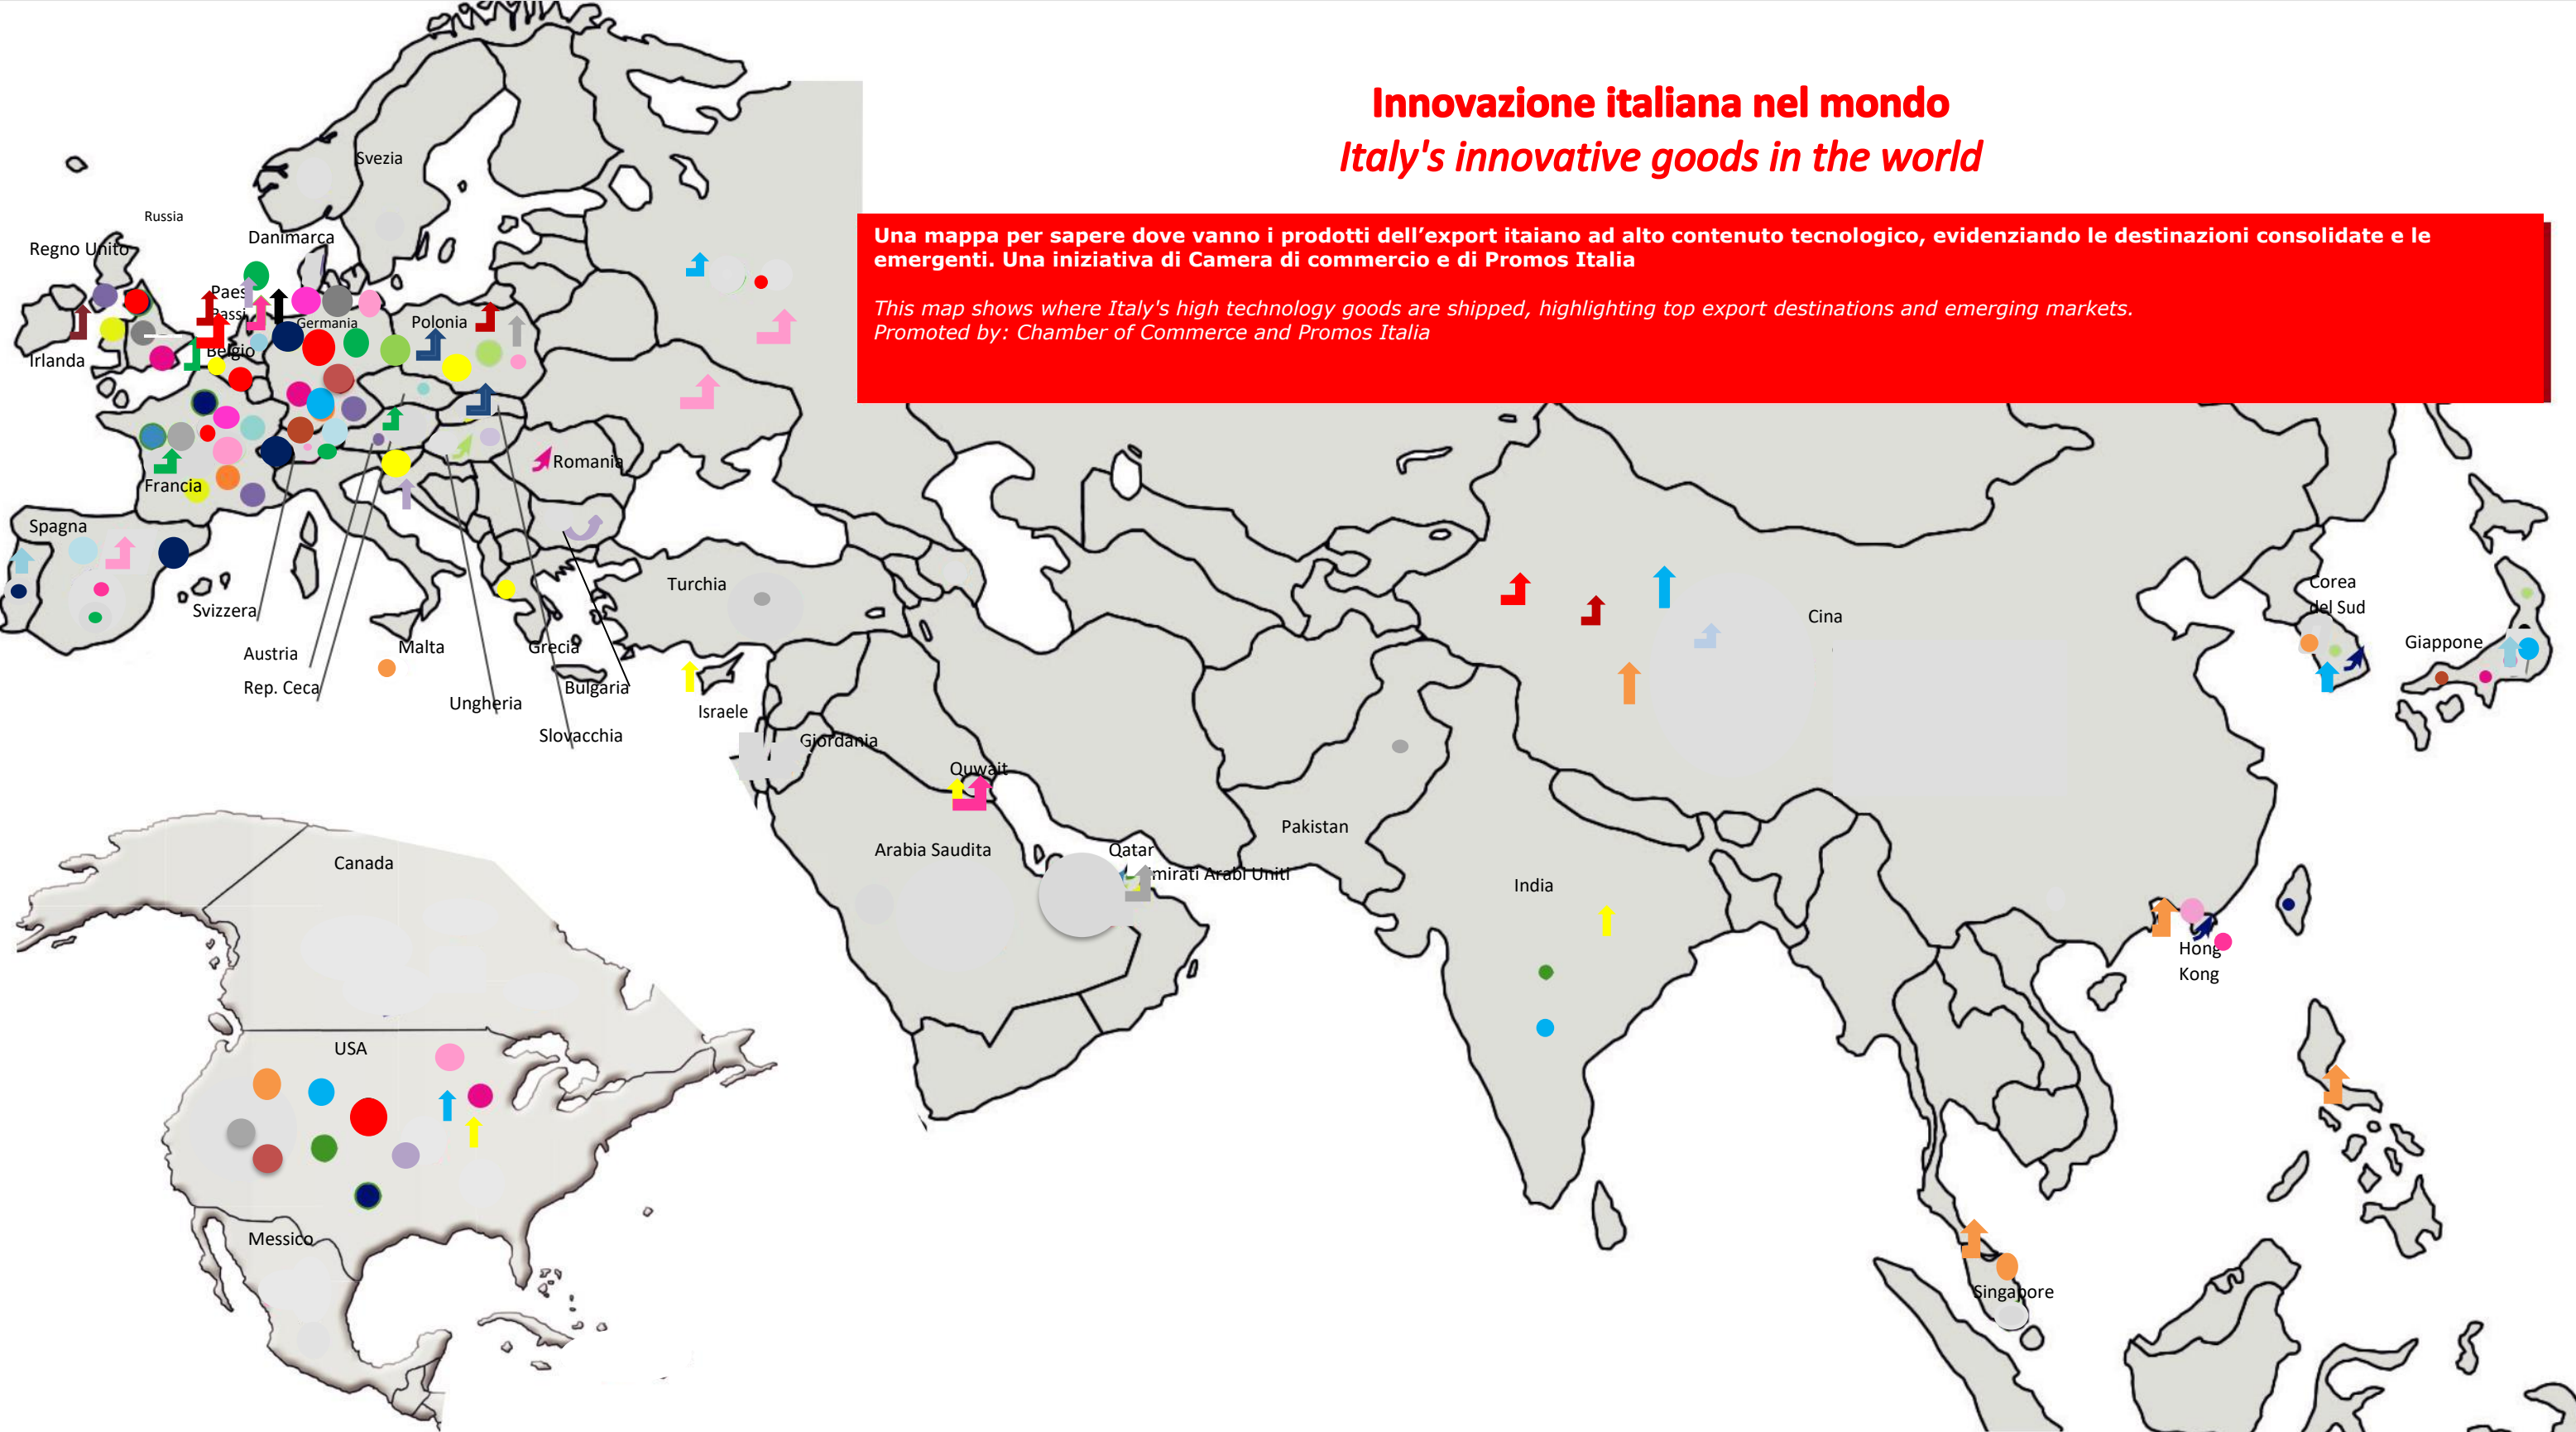 Innovazione italiana nel mondo
Italy's innovative goods in the world
Una mappa per sapere dove vanno i prodotti dell’export itaiano ad alto contenuto tecnologico, evidenziando le destinazioni consolidate e le
emergenti. Una iniziativa di Camera di commercio e di Promos Italia
This map shows where Italy's high technology goods are shipped, highlighting top export destinations and emerging markets.
Promoted by: Chamber of Commerce and Promos Italia
Svezia
Russia
Regno Unito
Danimarca
Germania
Polonia
Belgio
Irlanda
Romania
Francia
Spagna
Turchia
Svizzera
Austria
Malta
Grecia
Rep. Ceca
Bulgaria
Ungheria
Israele
Slovacchia
Giordania
Quwait
Arabia Saudita
Qatar
mirati Arabi Uniti
Pakistan
India
Cina
Corea
del Sud
Giappone
Hong
Kong
Singapore
Canada
USA
Messico